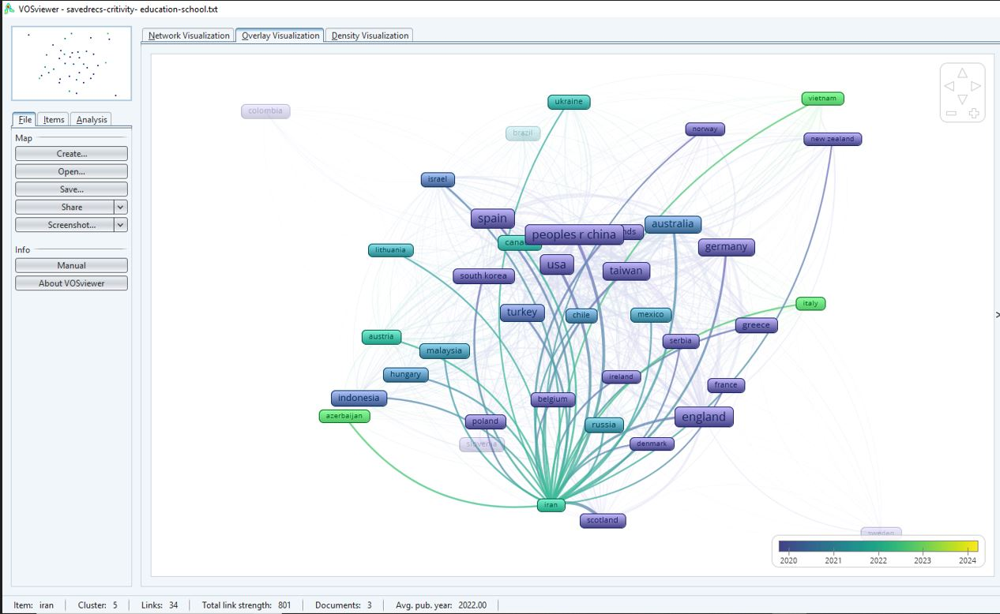 VOSviewer - savedrecs-critivity- education-school.txt
Network Visualization Overlay Visualization Density Visualization
File Items Analysis
Map
Create...
Open...
Save...
Share
Screenshot...
Info
Manual
About VOSviewer
colombia
ukraine
vietnam
brazil
norway
new zealand
israel
spain
australia
peoples r china
nds
cana
lithuania
germany
usa
taiwan
south korea
italy
turkey
chile
mexico
greece
austria
serbia
malaysia
hungary
ireland
france
indonesia
belgium
azerbaijan
england
poland
russia
slovenia
denmark
iran
scotland
sweden
2020 2021 2022 2023 2024
Item: iran Cluster: 5 Links: 34 Total link strength: 801 Documents: 3 Avg. pub. year: 2022.00